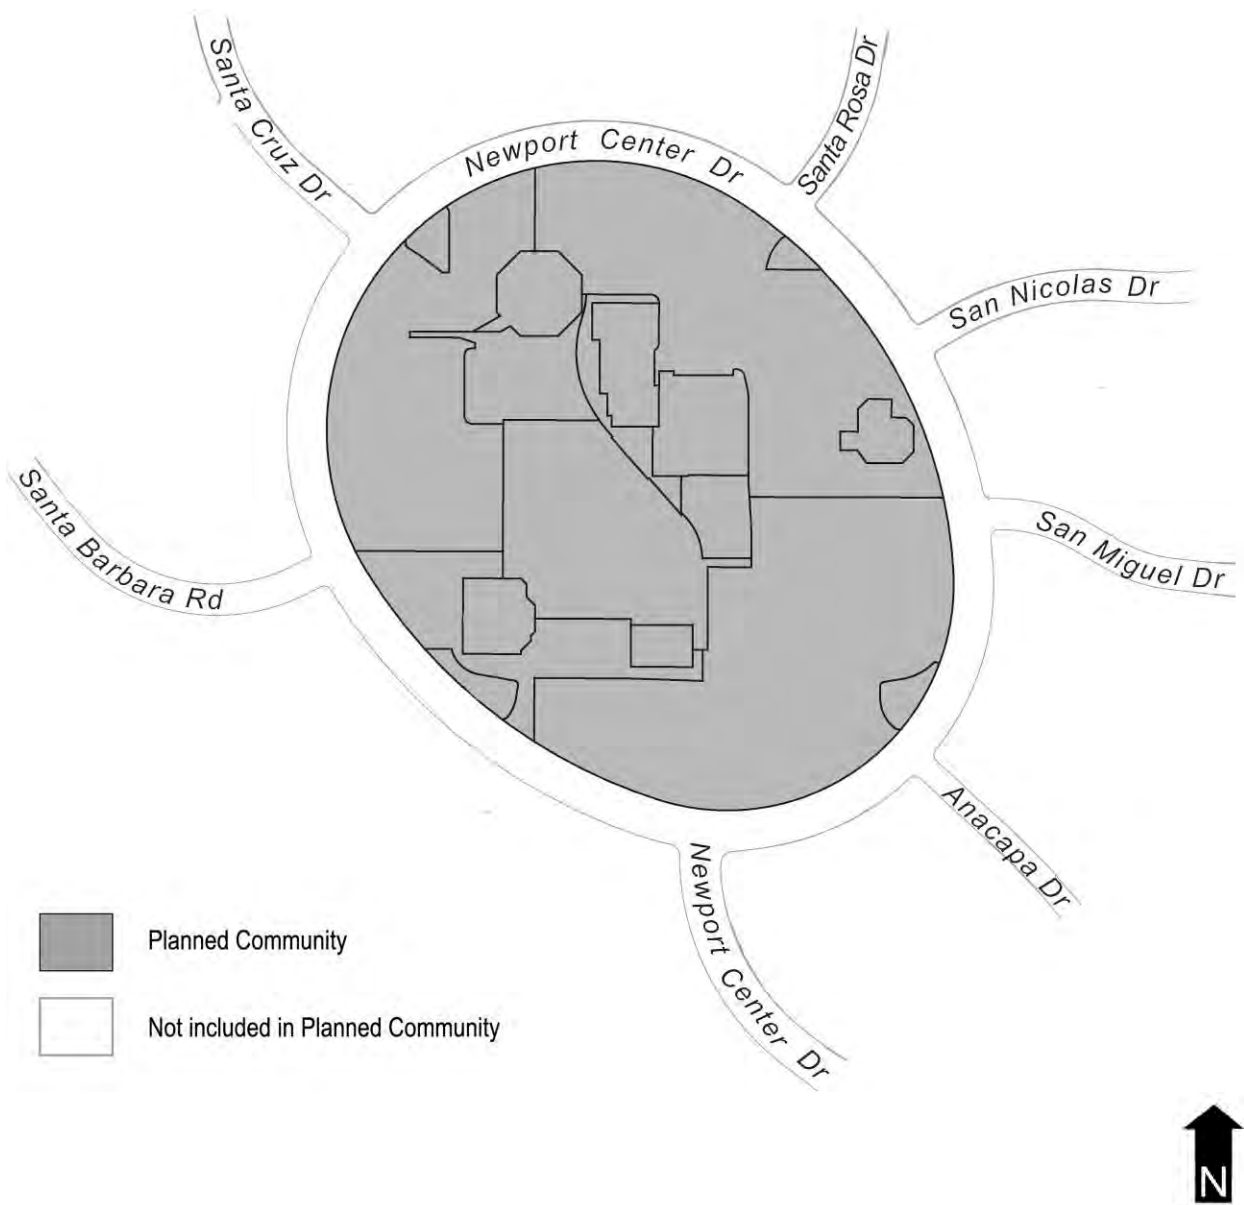 Santa Cruz Dr
Newport Center Dr
Santa Rosa Dr
San Nicolas Dr
San Miguel Dr
Santa Barbara Rd
Anacapa Dr
Newport Center Dr
Planned Community
Not included in Planned Community
N